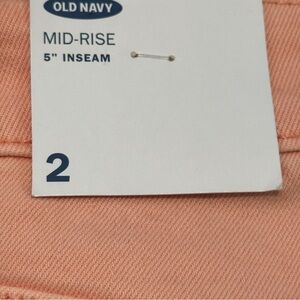 OLD NAVY
MID-RISE
5" INSEAM
2